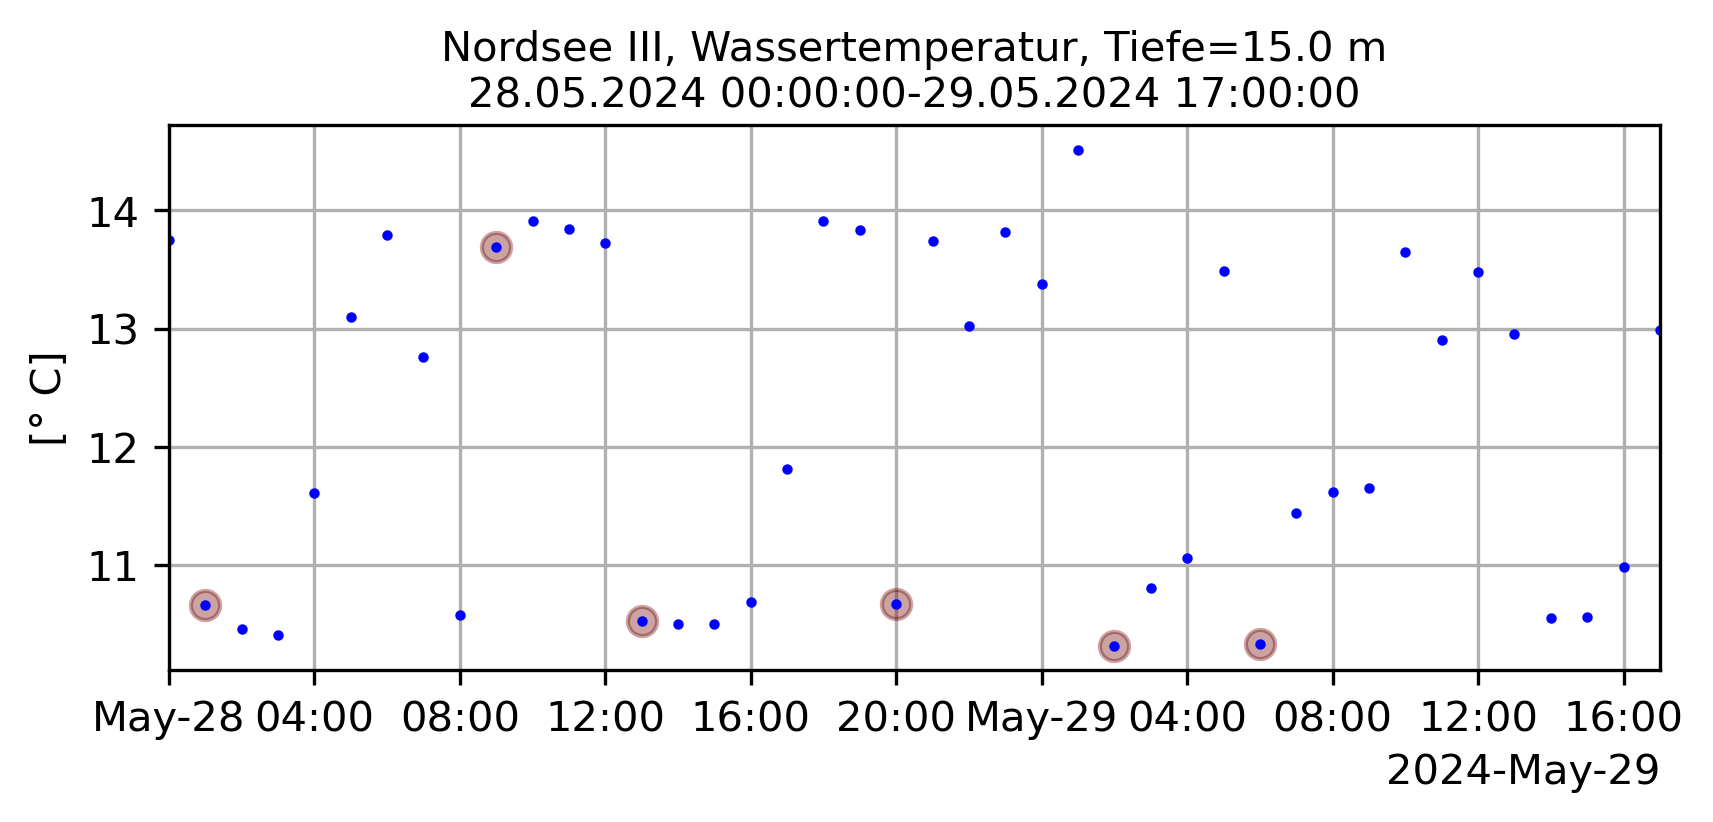 Nordsee III, Wassertemperatur, Tiefe=15.0 m
28.05.2024 00:00:00-29.05.2024 17:00:00
14
13
12
11
[° C]
May-28 04:00 08:00 12:00 16:00 20:00 May-29 04:00 08:00 12:00 16:00
2024-May-29